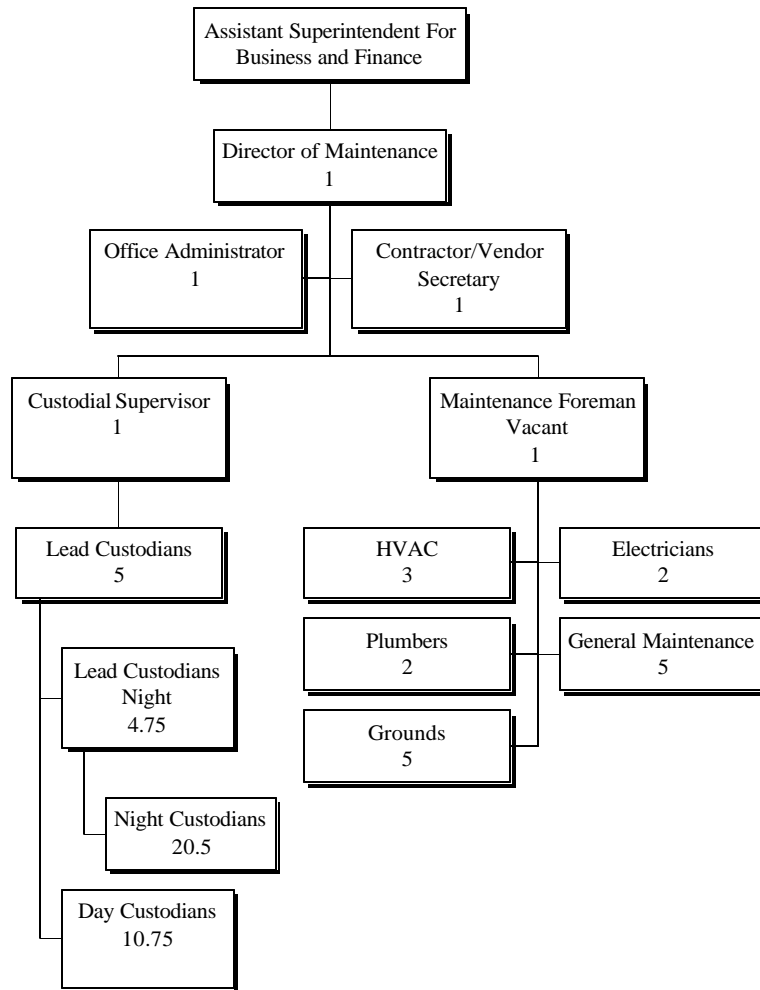 Assistant Superintendent For
Business and Finance
Director of Maintenance
1
Office Administrator
1
Contractor/Vendor
Secretary
1
Custodial Supervisor
1
Maintenance Foreman
Vacant
1
Lead Custodians
5
HVAC
3
Electricians
2
Lead Custodians
Night
4.75
Plumbers
2
General Maintenance
5
Grounds
5
Night Custodians
20.5
Day Custodians
10.75